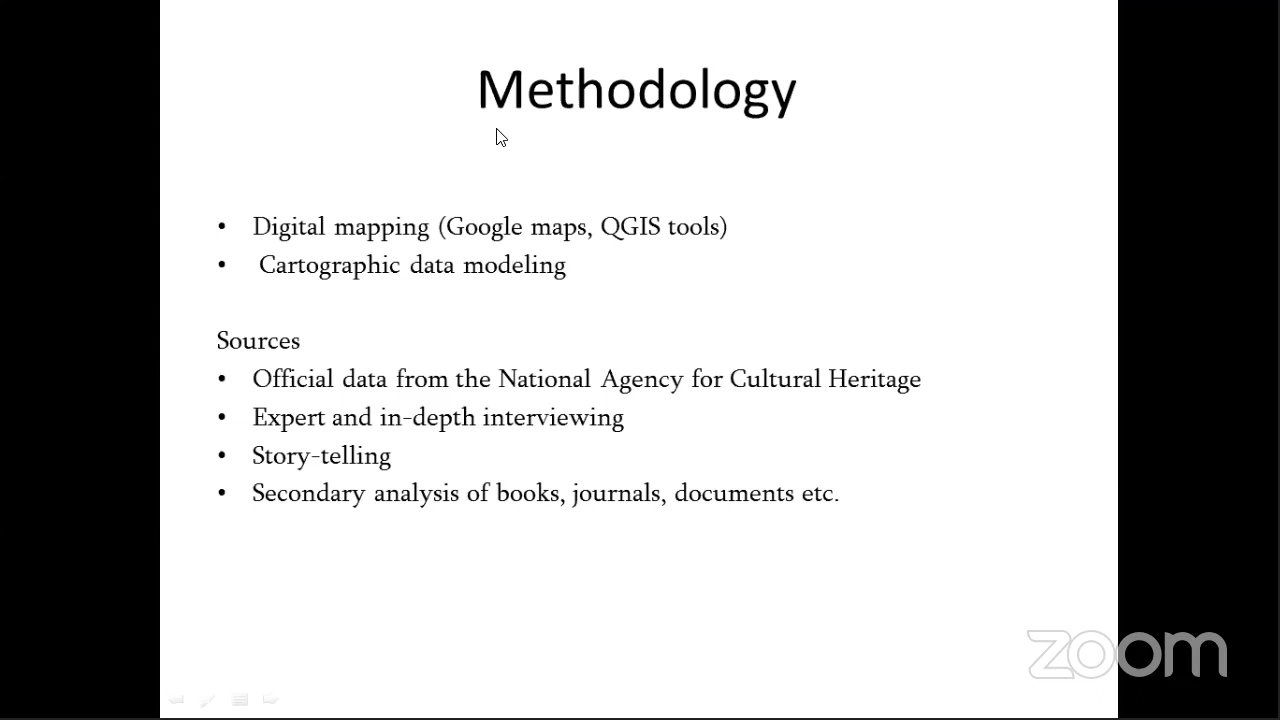 Methodology
• Digital mapping (Google maps, QGIS tools)
• Cartographic data modeling
Sources
• Official data from the National Agency for Cultural Heritage
• Expert and in-depth interviewing
• Story-telling
• Secondary analysis of books, journals, documents etc.
zoom